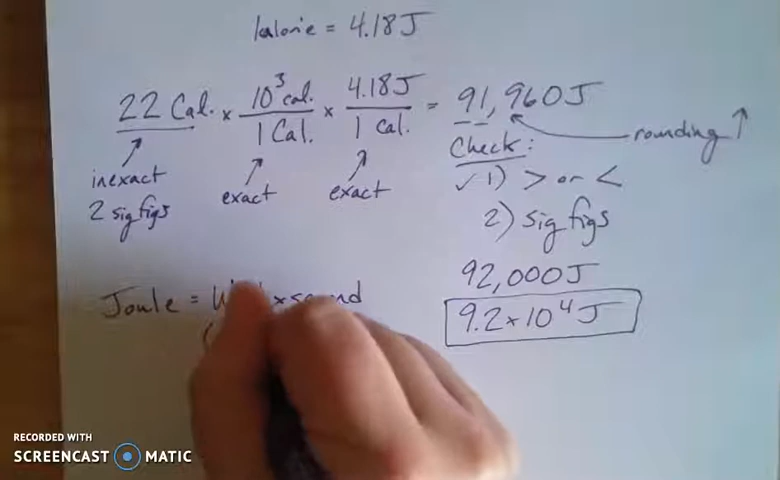 1calorie = 4.18J
22 Cal. × 10³ cal. / 1 Cal. × 4.18J / 1 cal. = 91,960J
rounding ↑
Check:
inexact
exact
exact
✓ 1) > or <
2 sig figs
2) sig figs
92,000J
Joule =
9.2×10⁴J
RECORDED WITH
SCREENCAST MATIC